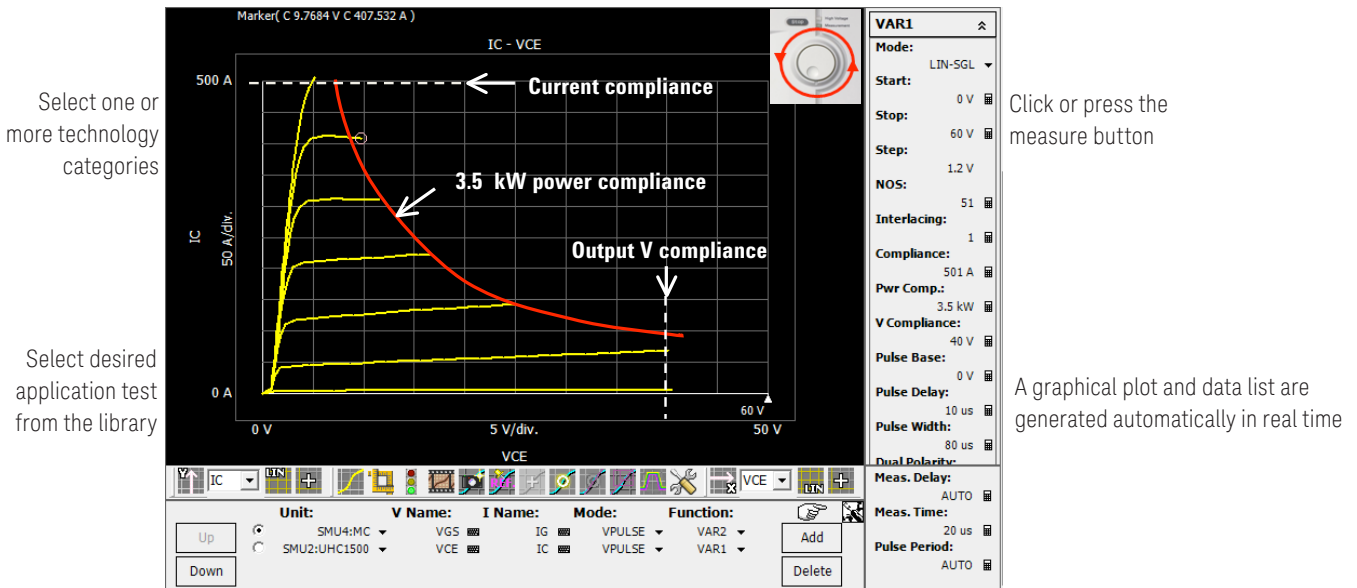 Select one or
more technology
categories
Select desired
application test
from the library
Marker( C 9.7684 V C 407.532 A )
IC - VCE
500 A
Current compliance
3.5 kW power compliance
Output V compliance
IC
50 A/div.
0 A
60 V
0 V
5 V/div.
50 V
VCE
High Voltage
Measurement
VAR1
Mode:
LIN-SGL
Start:
0 V
Stop:
60 V
Step:
1.2 V
NOS:
51
Interlacing:
1
Compliance:
501 A
Pwr Comp.:
3.5 kW
V Compliance:
40 V
Pulse Base:
0 V
Pulse Delay:
10 us
Pulse Width:
80 us
Dual Polarity:
Meas. Delay:
AUTO
Meas. Time:
20 us
Pulse Period:
AUTO
Click or press the
measure button
A graphical plot and data list are
generated automatically in real time
Y IC LIN X VCE LIN
Unit: V Name: I Name: Mode: Function:
Up SMU4:MC VGS IG VPULSE VAR2 Add
SMU2:UHC1500 VCE IC VPULSE VAR1
Down Delete